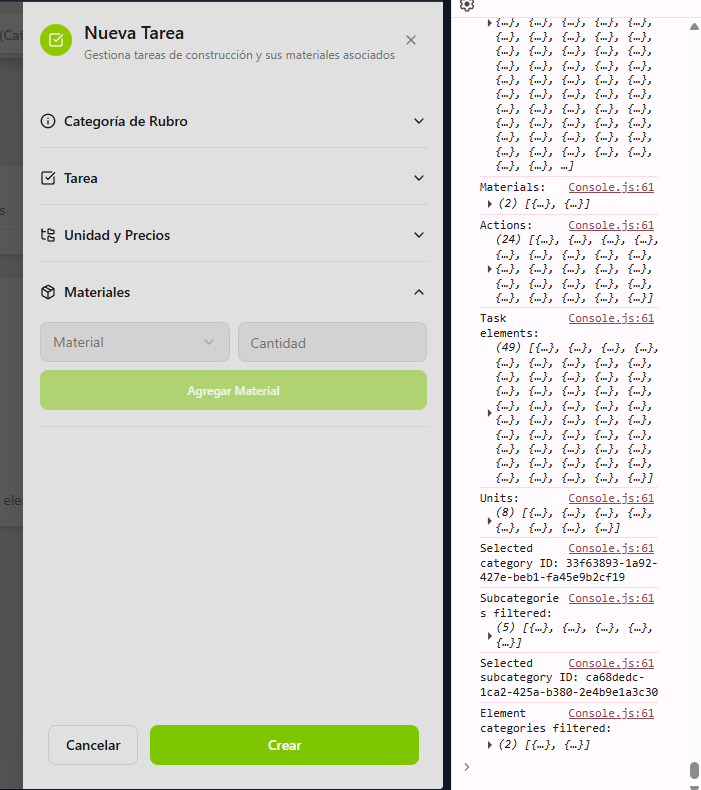 (Cat
Nueva Tarea
Gestiona tareas de construcción y sus materiales asociados
Categoría de Rubro
Tarea
s
Unidad y Precios
Materiales
Material
Cantidad
Agregar Material
ele
Cancelar
Crear
{…}, {…}, {…}, {…}, {…},
{…}, {…}, {…}, {…}, {…},
{…}, {…}, {…}, {…}, {…},
{…}, {…}, {…}, {…}, {…},
{…}, {…}, {…}, {…}, {…},
{…}, {…}, {…}, {…}, {…},
{…}, {…}, {…}, {…}, {…},
{…}, {…}, {…}, {…}, {…},
{…}, {…}, {…}, {…}, {…},
{…}, {…}, {…}, {…}, {…},
{…}, {…}, …]
Materials: Console.js:61
(2) [{…}, {…}]
Actions: Console.js:61
(24) [{…}, {…}, {…}, {…},
{…}, {…}, {…}, {…}, {…},
{…}, {…}, {…}, {…}, {…},
{…}, {…}, {…}, {…}, {…},
{…}, {…}, {…}, {…}, {…}]
Task Console.js:61
elements:
(49) [{…}, {…}, {…}, {…},
{…}, {…}, {…}, {…}, {…},
{…}, {…}, {…}, {…}, {…},
{…}, {…}, {…}, {…}, {…},
{…}, {…}, {…}, {…}, {…},
{…}, {…}, {…}, {…}, {…},
{…}, {…}, {…}, {…}, {…},
{…}, {…}, {…}, {…}, {…},
{…}, {…}, {…}, {…}, {…},
{…}, {…}, {…}, {…}, {…}]
Units: Console.js:61
(8) [{…}, {…}, {…}, {…},
{…}, {…}, {…}, {…}]
Selected Console.js:61
category ID: 33f63893-1a92-
427e-beb1-fa45e9b2cf19
Subcategorie Console.js:61
s filtered:
(5) [{…}, {…}, {…}, {…},
{…}]
Selected Console.js:61
subcategory ID: ca68dedc-
1ca2-425a-b380-2e4b9e1a3c30
Element Console.js:61
categories filtered:
(2) [{…}, {…}]